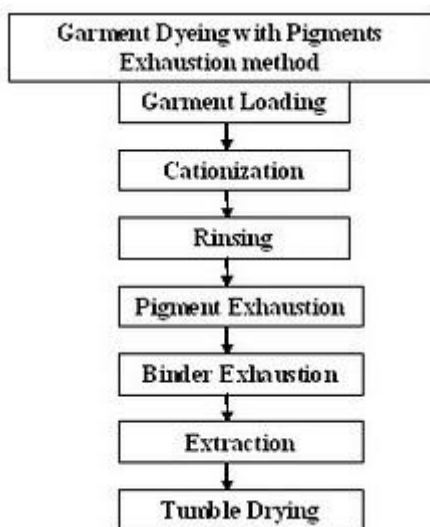 Garment Dyeing with Pigments
Exhaustion method
Garment Loading
Cationization
Rinsing
Pigment Exhaustion
Binder Exhaustion
Extraction
Tumble Drying